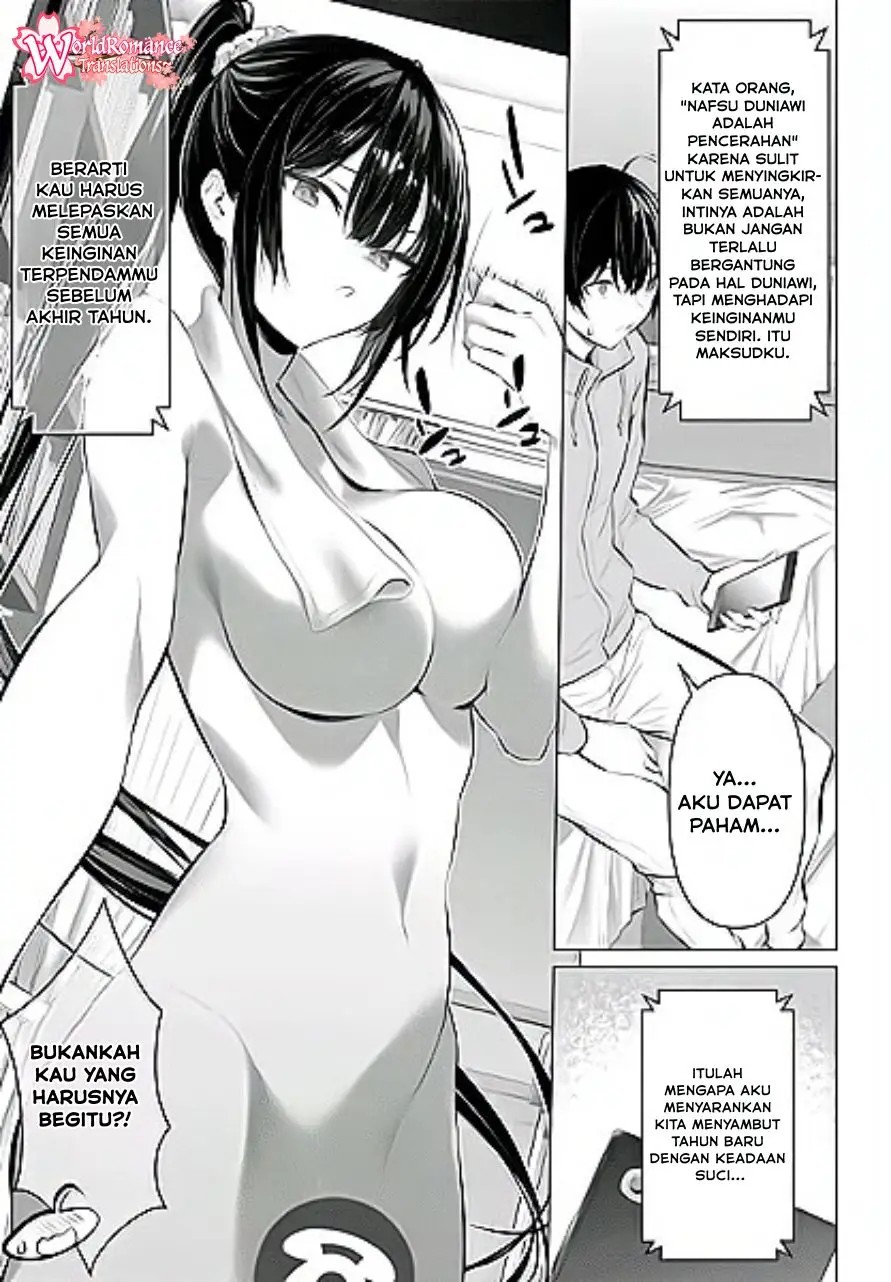 WorldRomance
Translations
KATA ORANG,
"NAFSU DUNIAWI
ADALAH
PENCERAHAN"
KARENA SULIT
UNTUK MENYINGKIR-
KAN SEMUANYA,
INTINYA ADALAH
BUKAN JANGAN
TERLALU
BERGANTUNG
PADA HAL DUNIAWI,
TAPI MENGHADAPI
KEINGINANMU
SENDIRI. ITU
MAKSUDKU.
YA...
AKU DAPAT
PAHAM...
ITULAH
MENGAPA AKU
MENYARANKAN
KITA MENYAMBUT
TAHUN BARU
DENGAN KEADAAN
SUCI...
BERARTI
KAU HARUS
MELEPASKAN
SEMUA
KEINGINAN
TERPENDAMMU
SEBELUM
AKHIR TAHUN.
BUKANKAH
KAU YANG
HARUSNYA
BEGITU?!